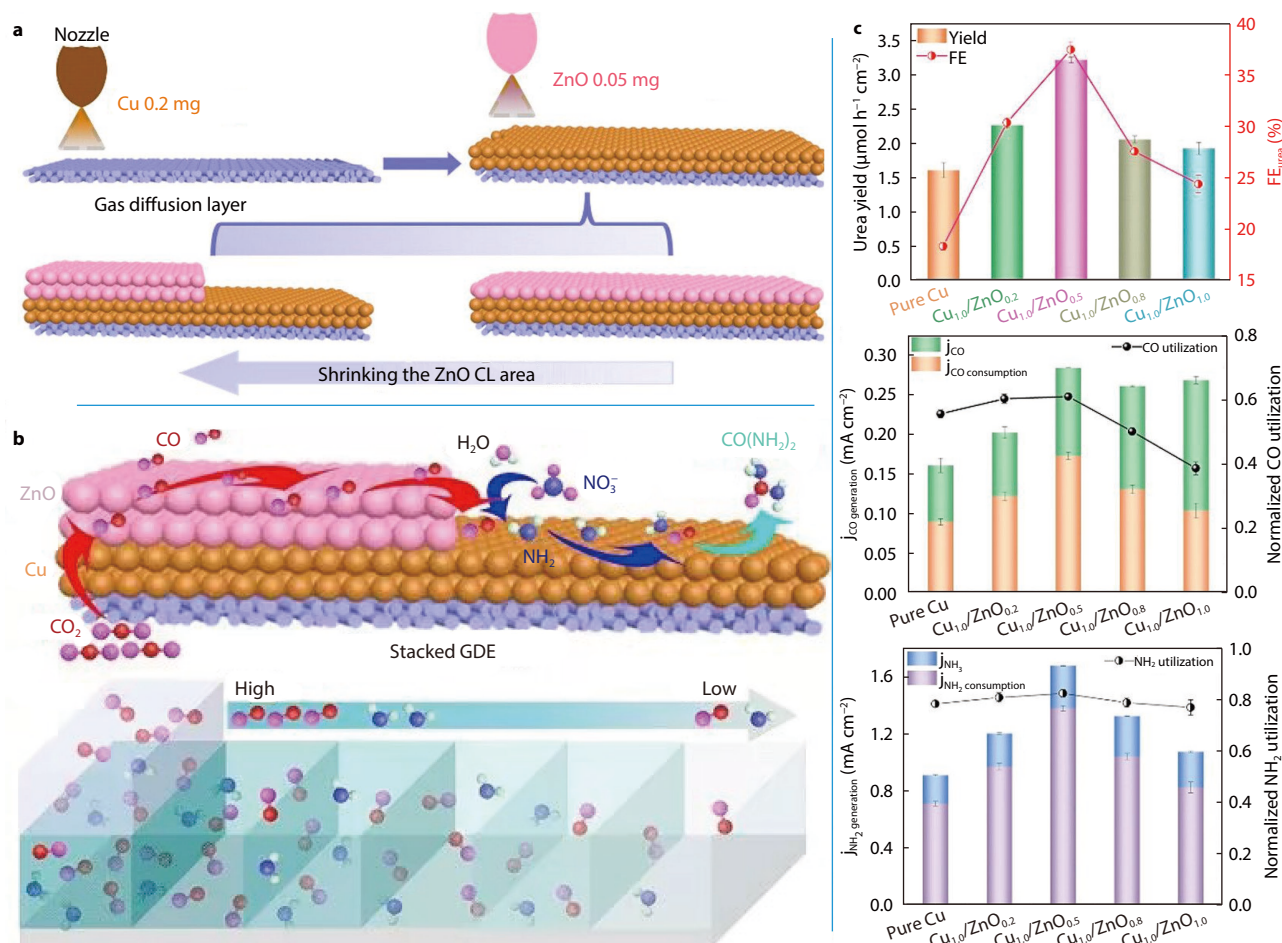 a
Nozzle
Cu 0.2 mg
ZnO 0.05 mg
Gas diffusion layer
Shrinking the ZnO CL area
b
CO
H₂O
CO(NH₂)₂
ZnO
NO₃⁻
Cu
NH₂
CO₂
Stacked GDE
High
Low
c
Yield
FE
Urea yield (μmol h⁻¹ cm⁻²)
3.5
3.0
2.5
2.0
1.5
1.0
0.5
0.0
FE_urea (%)
40
35
30
25
20
15
Pure Cu
Cu₁.₀/ZnO₀.₂
Cu₁.₀/ZnO₀.₅
Cu₁.₀/ZnO₀.₈
Cu₁.₀/ZnO₁.₀
j_CO
j_CO consumption
CO utilization
j_CO generation (mA cm⁻²)
0.30
0.25
0.20
0.15
0.10
0.05
0.00
Normalized CO utilization
0.8
0.6
0.4
0.2
0.0
Pure Cu
Cu₁.₀/ZnO₀.₂
Cu₁.₀/ZnO₀.₅
Cu₁.₀/ZnO₀.₈
Cu₁.₀/ZnO₁.₀
j_NH₃
j_NH₂ consumption
NH₂ utilization
j_NH₂ generation (mA cm⁻²)
1.6
1.2
0.8
0.4
0.0
Normalized NH₂ utilization
1.0
0.8
0.6
0.4
0.2
0.0
Pure Cu
Cu₁.₀/ZnO₀.₂
Cu₁.₀/ZnO₀.₅
Cu₁.₀/ZnO₀.₈
Cu₁.₀/ZnO₁.₀